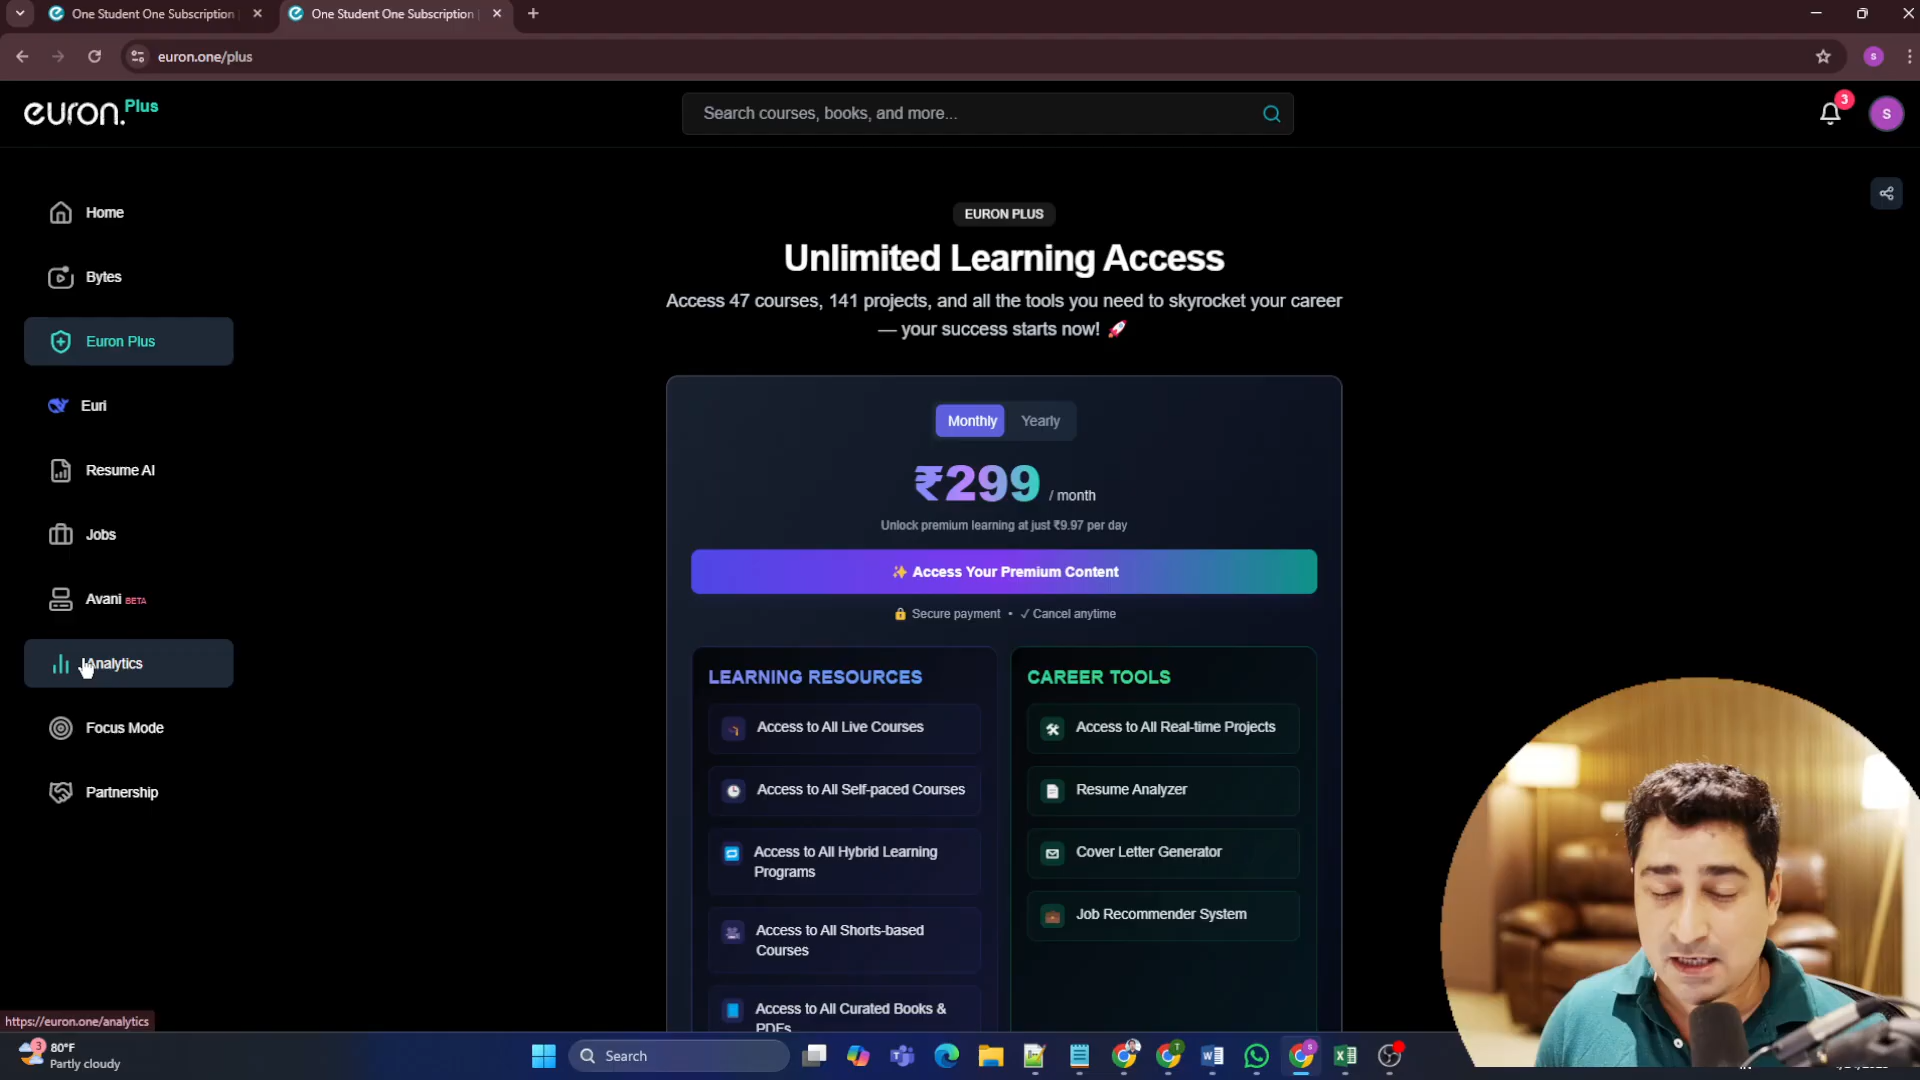 One Student One Subscription
One Student One Subscription
euron.one/plus
S
euron.Plus
Search courses, books, and more...
3
S
Home
Bytes
Euron Plus
Euri
Resume AI
Jobs
Avani BETA
Analytics
Focus Mode
Partnership
EURON PLUS
Unlimited Learning Access
Access 47 courses, 141 projects, and all the tools you need to skyrocket your career
— your success starts now! 🚀
Monthly Yearly
₹299 / month
Unlock premium learning at just ₹9.97 per day
✨ Access Your Premium Content
🔒 Secure payment • ✓ Cancel anytime
LEARNING RESOURCES
Access to All Live Courses
Access to All Self-paced Courses
Access to All Hybrid Learning
Programs
Access to All Shorts-based
Courses
Access to All Curated Books &
PDFs
CAREER TOOLS
Access to All Real-time Projects
Resume Analyzer
Cover Letter Generator
Job Recommender System
https://euron.one/analytics
3
80°F
Partly cloudy
Search